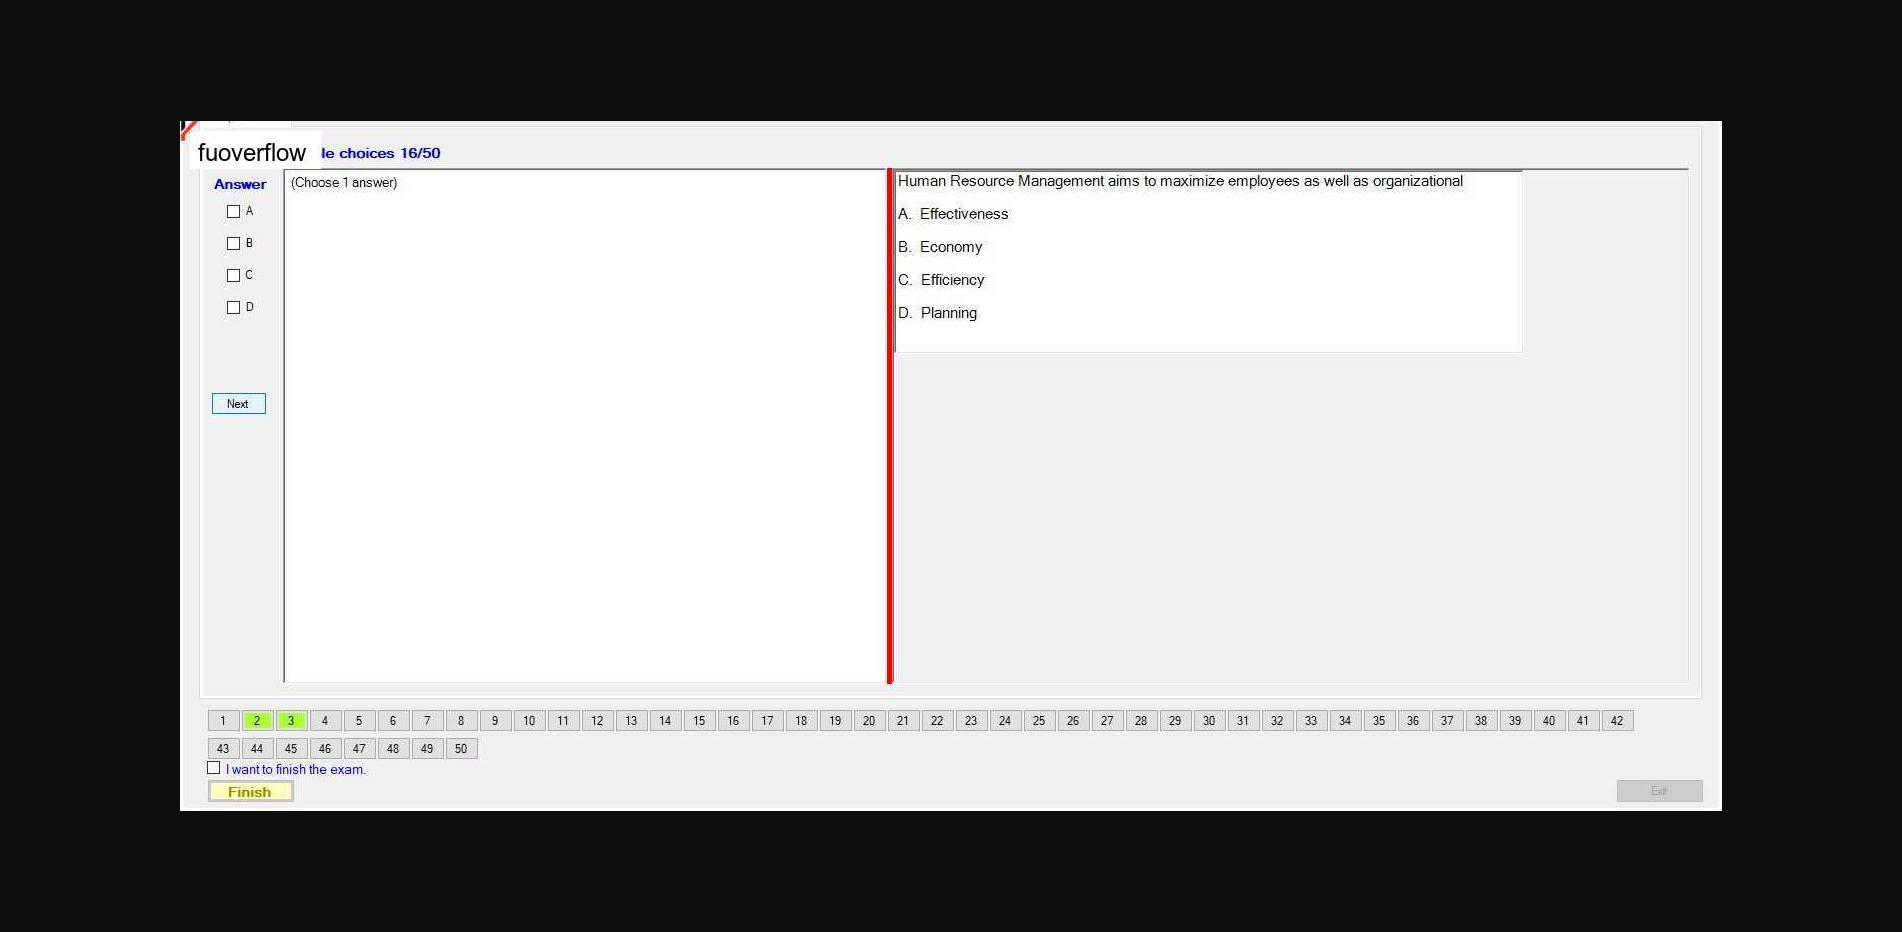 fuoverflow le choices 16/50
Answer
(Choose 1 answer)
A
B
C
D
Next
Human Resource Management aims to maximize employees as well as organizational
A. Effectiveness
B. Economy
C. Efficiency
D. Planning
1 2 3 4 5 6 7 8 9 10 11 12 13 14 15 16 17 18 19 20 21 22 23 24 25 26 27 28 29 30 31 32 33 34 35 36 37 38 39 40 41 42
43 44 45 46 47 48 49 50
I want to finish the exam.
Finish
Exit